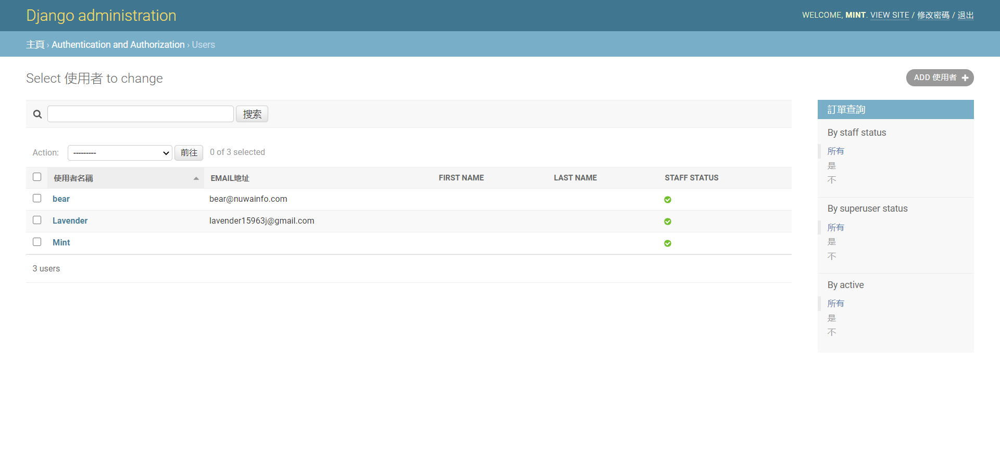 Django administration
WELCOME, MINT. VIEW SITE / 修改密碼 / 退出
主頁 › Authentication and Authorization › Users
Select 使用者 to change
ADD 使用者
搜索
Action: --------- 前往 0 of 3 selected
使用者名稱 EMAIL地址 FIRST NAME LAST NAME STAFF STATUS
bear bear@nuwainfo.com
Lavender lavender15963j@gmail.com
Mint
3 users
訂單查詢
By staff status
所有
是
不
By superuser status
所有
是
不
By active
所有
是
不